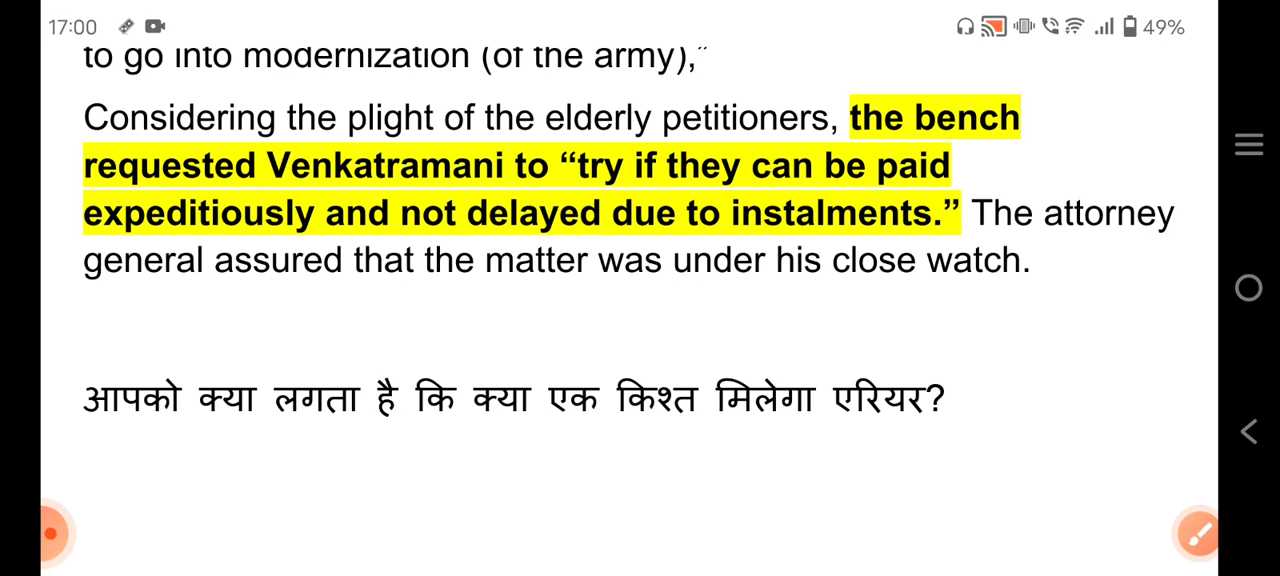 17:00
49%
to go into modernization (of the army),”
Considering the plight of the elderly petitioners, the bench
requested Venkatramani to “try if they can be paid
expeditiously and not delayed due to instalments.” The attorney
general assured that the matter was under his close watch.
आपको क्या लगता है कि क्या एक किश्त मिलेगा एरियर?